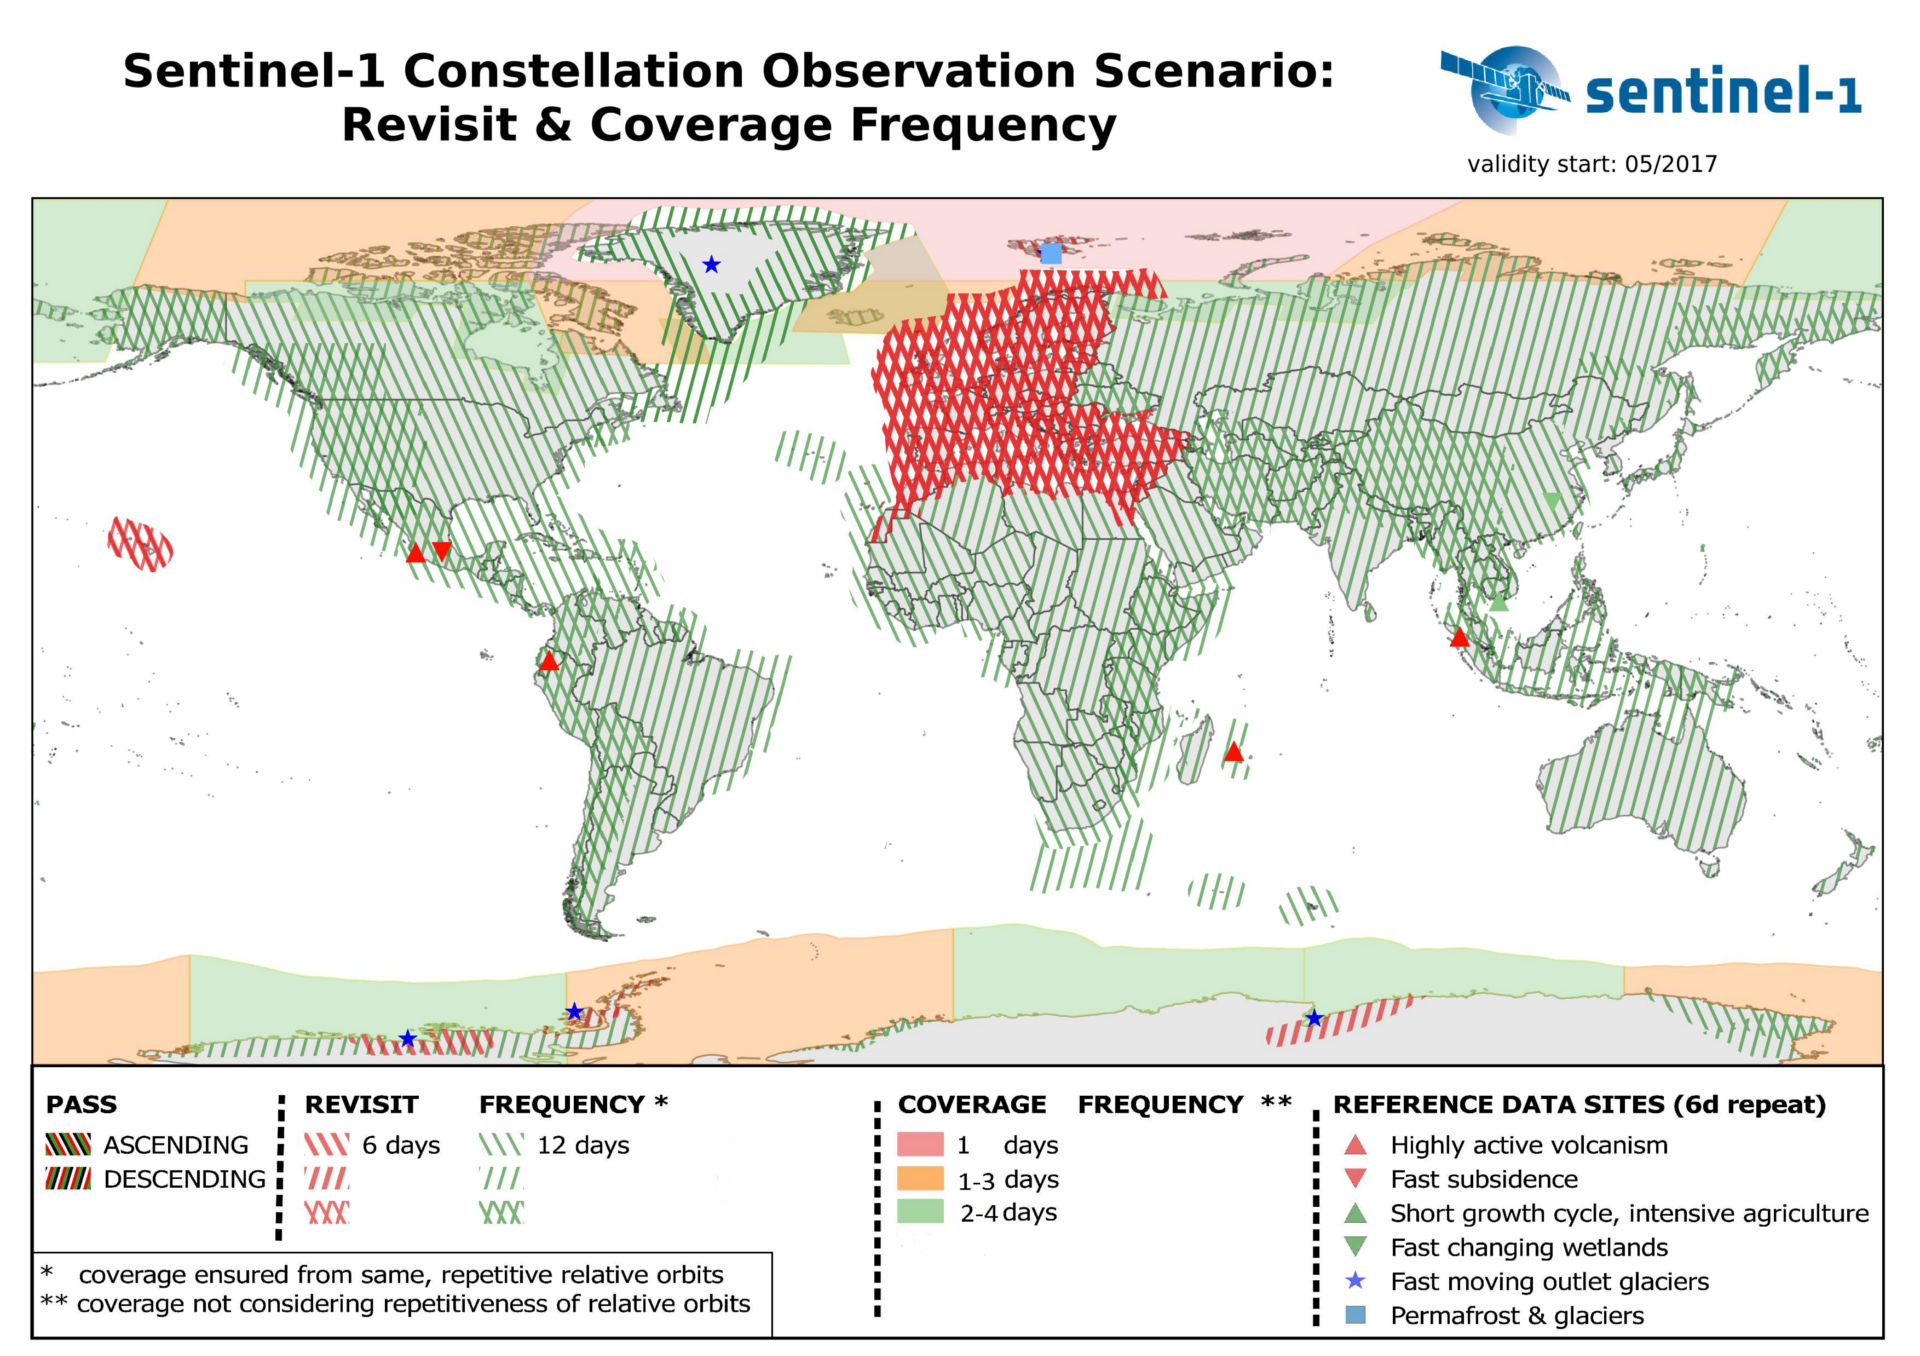 Sentinel-1 Constellation Observation Scenario:
Revisit & Coverage Frequency
sentinel-1
validity start: 05/2017
PASS
ASCENDING
DESCENDING
REVISIT FREQUENCY *
6 days 12 days
COVERAGE FREQUENCY **
1 days
1-3 days
2-4 days
REFERENCE DATA SITES (6d repeat)
Highly active volcanism
Fast subsidence
Short growth cycle, intensive agriculture
Fast changing wetlands
Fast moving outlet glaciers
Permafrost & glaciers
* coverage ensured from same, repetitive relative orbits
** coverage not considering repetitiveness of relative orbits